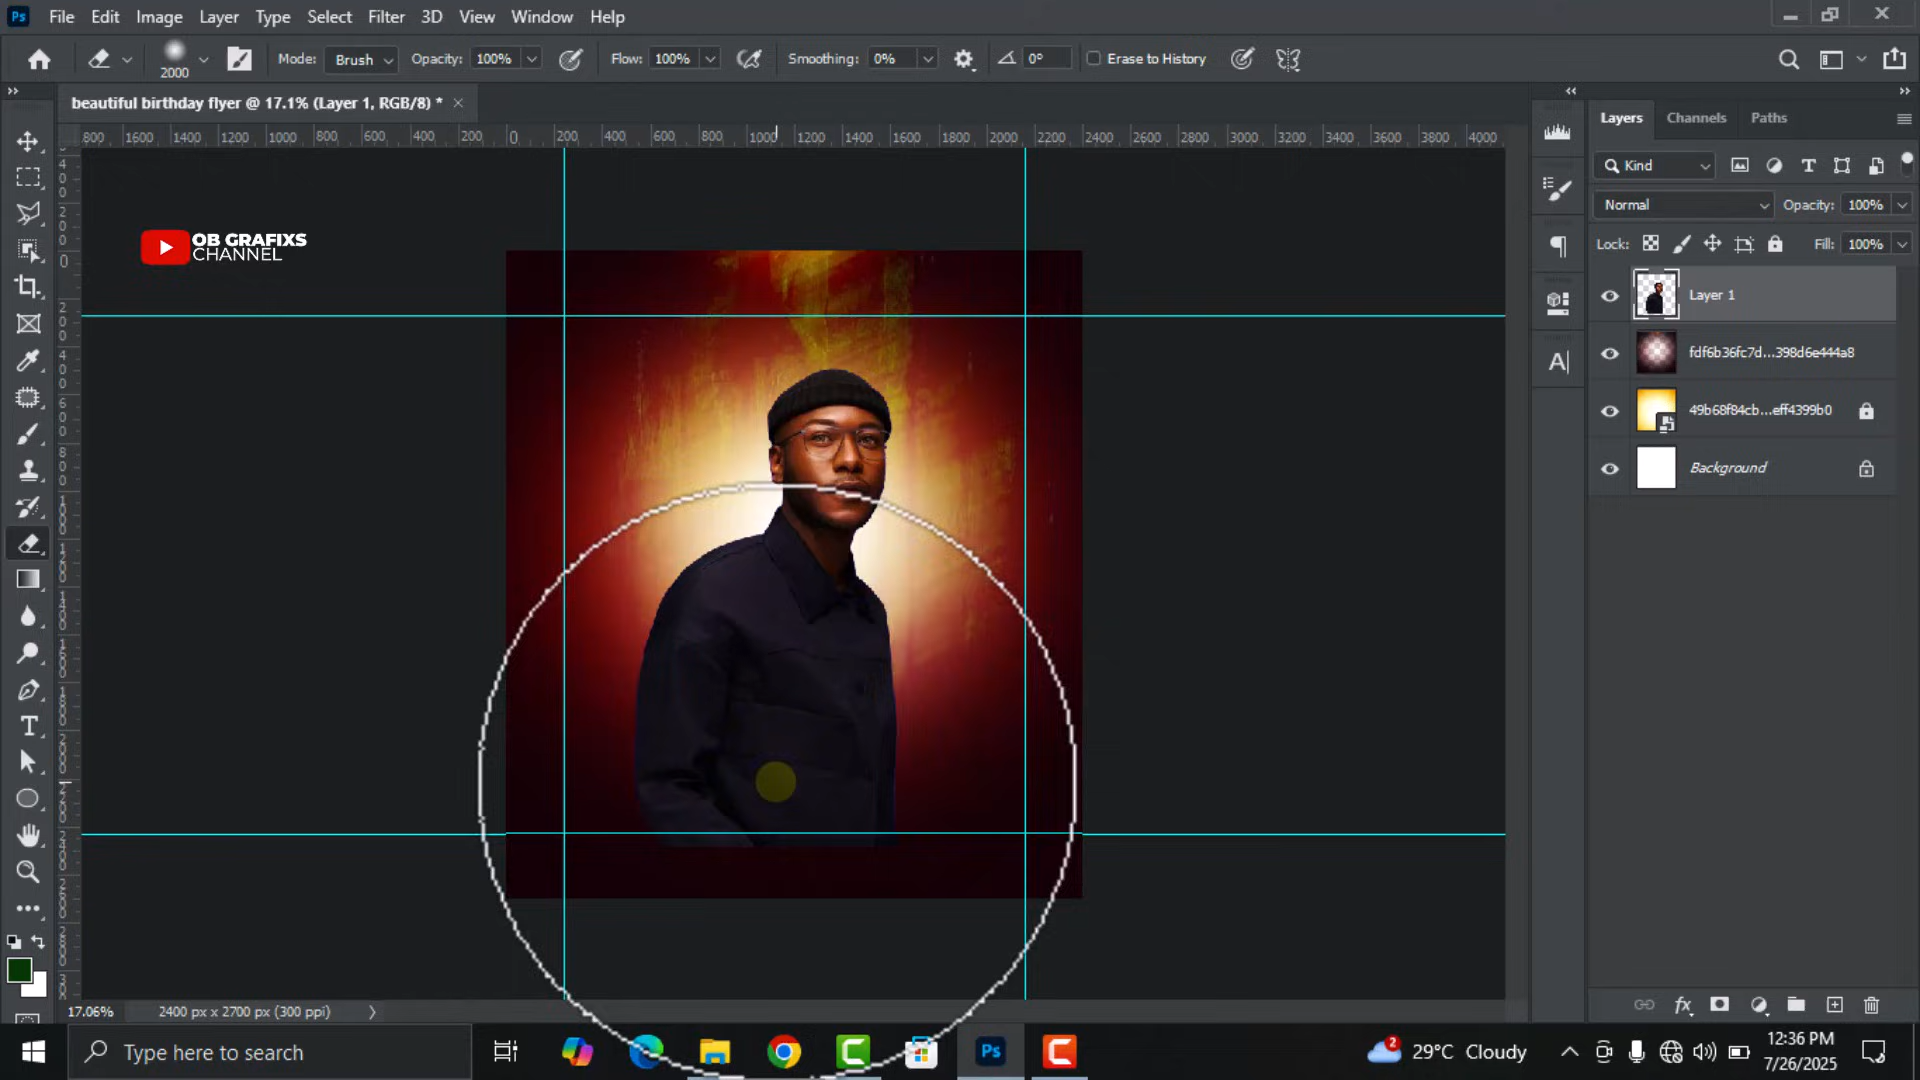 Ps File Edit Image Layer Type Select Filter 3D View Window Help
2000 Mode: Brush Opacity: 100% Flow: 100% Smoothing: 0% 0° Erase to History
beautiful birthday flyer @ 17.1% (Layer 1, RGB/8) * ×
800 1600 1400 1200 1000 800 600 400 200 0 200 400 600 800 1000 1200 1400 1600 1800 2000 2200 2400 2600 2800 3000 3200 3400 3600 3800 4000
OB GRAFIXS
CHANNEL
Layers Channels Paths
Kind
Normal Opacity: 100%
Lock: Fill: 100%
Layer 1
fdf6b36fc7d...398d6e444a8
49b68f84cb...eff4399b0
Background
17.06% 2400 px x 2700 px (300 ppi)
Type here to search
Ps
2 29°C Cloudy
12:36 PM
7/26/2025